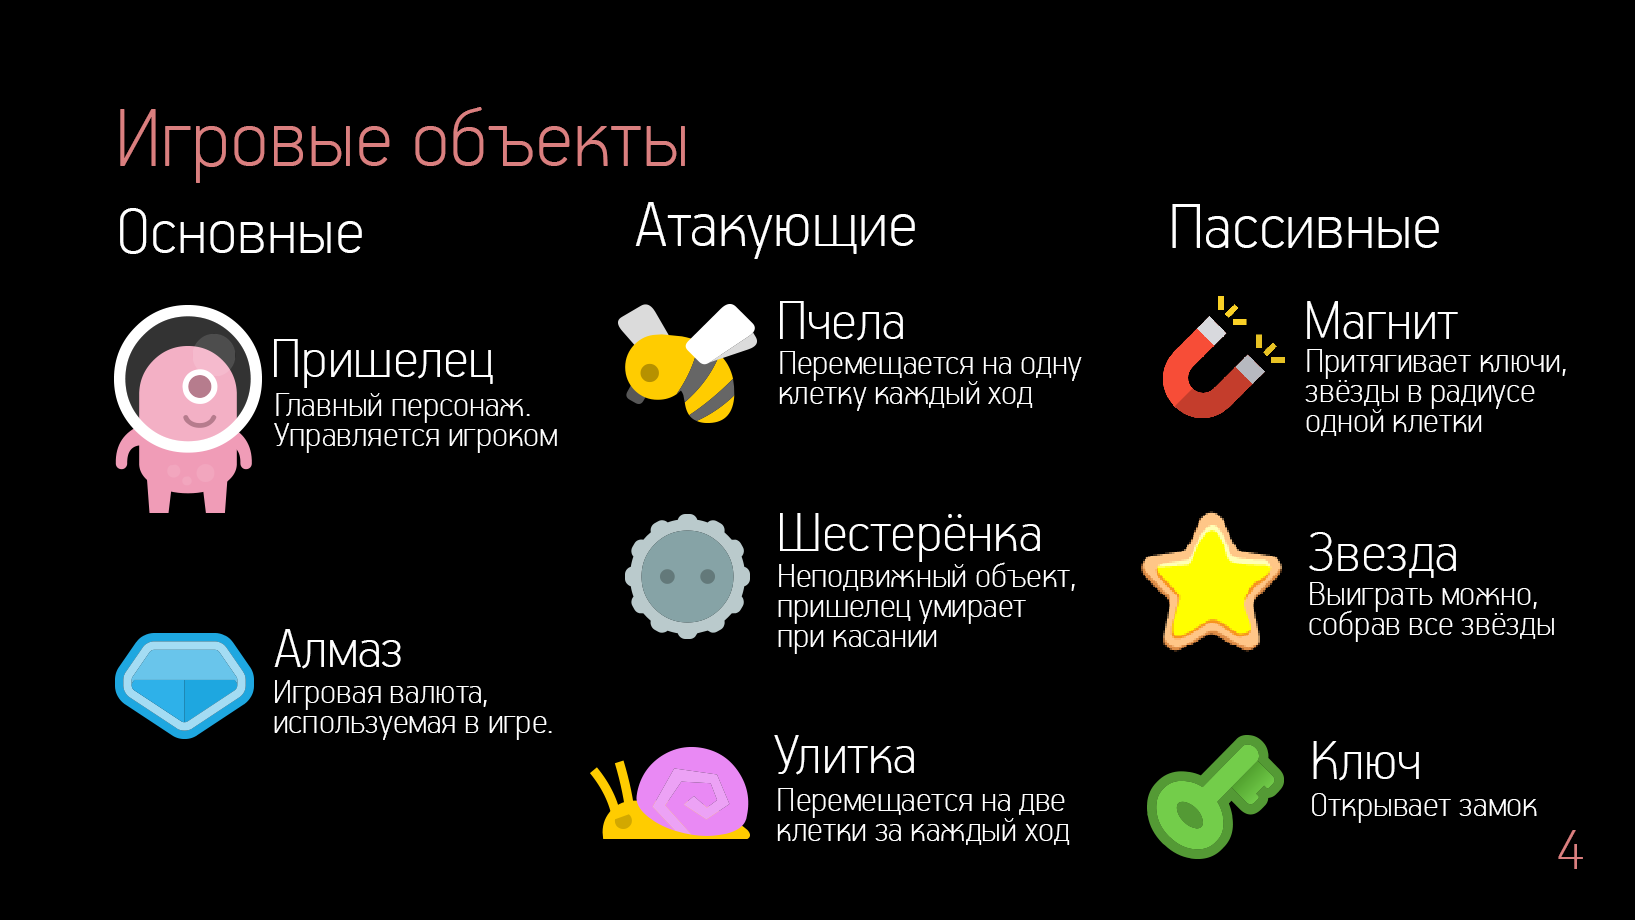 Игровые объекты
Основные
Пришелец
Главный персонаж.
Управляется игроком
Алмаз
Игровая валюта,
используемая в игре.
Атакующие
Пчела
Перемещается на одну
клетку каждый ход
Шестерёнка
Неподвижный объект,
пришелец умирает
при касании
Улитка
Перемещается на две
клетки за каждый ход
Пассивные
Магнит
Притягивает ключи,
звёзды в радиусе
одной клетки
Звезда
Выиграть можно,
собрав все звёзды
Ключ
Открывает замок
4